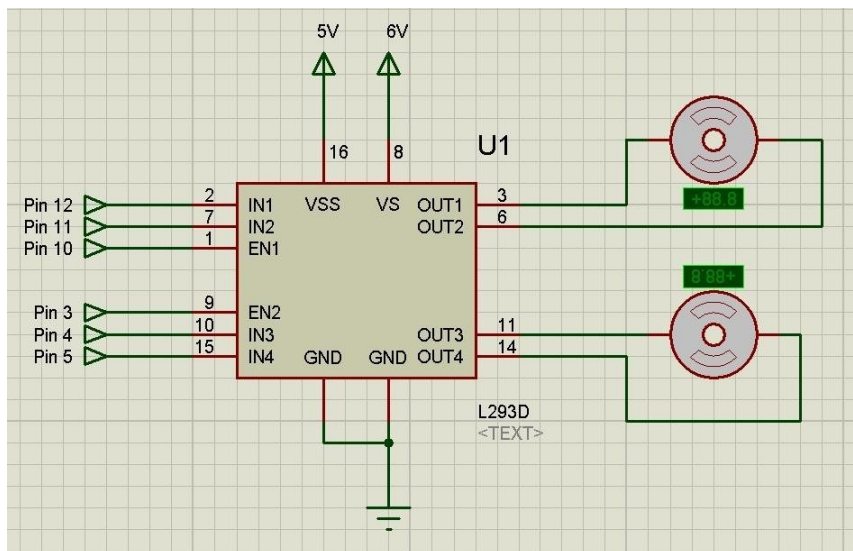 5V 6V
16 8 U1
Pin 12 2 IN1 VSS VS OUT1 3
Pin 11 7 IN2 OUT2 6
Pin 10 1 EN1
+88.8
+88.8
Pin 3 9 EN2
Pin 4 10 IN3 OUT3 11
Pin 5 15 IN4 GND GND OUT4 14
L293D
<TEXT>